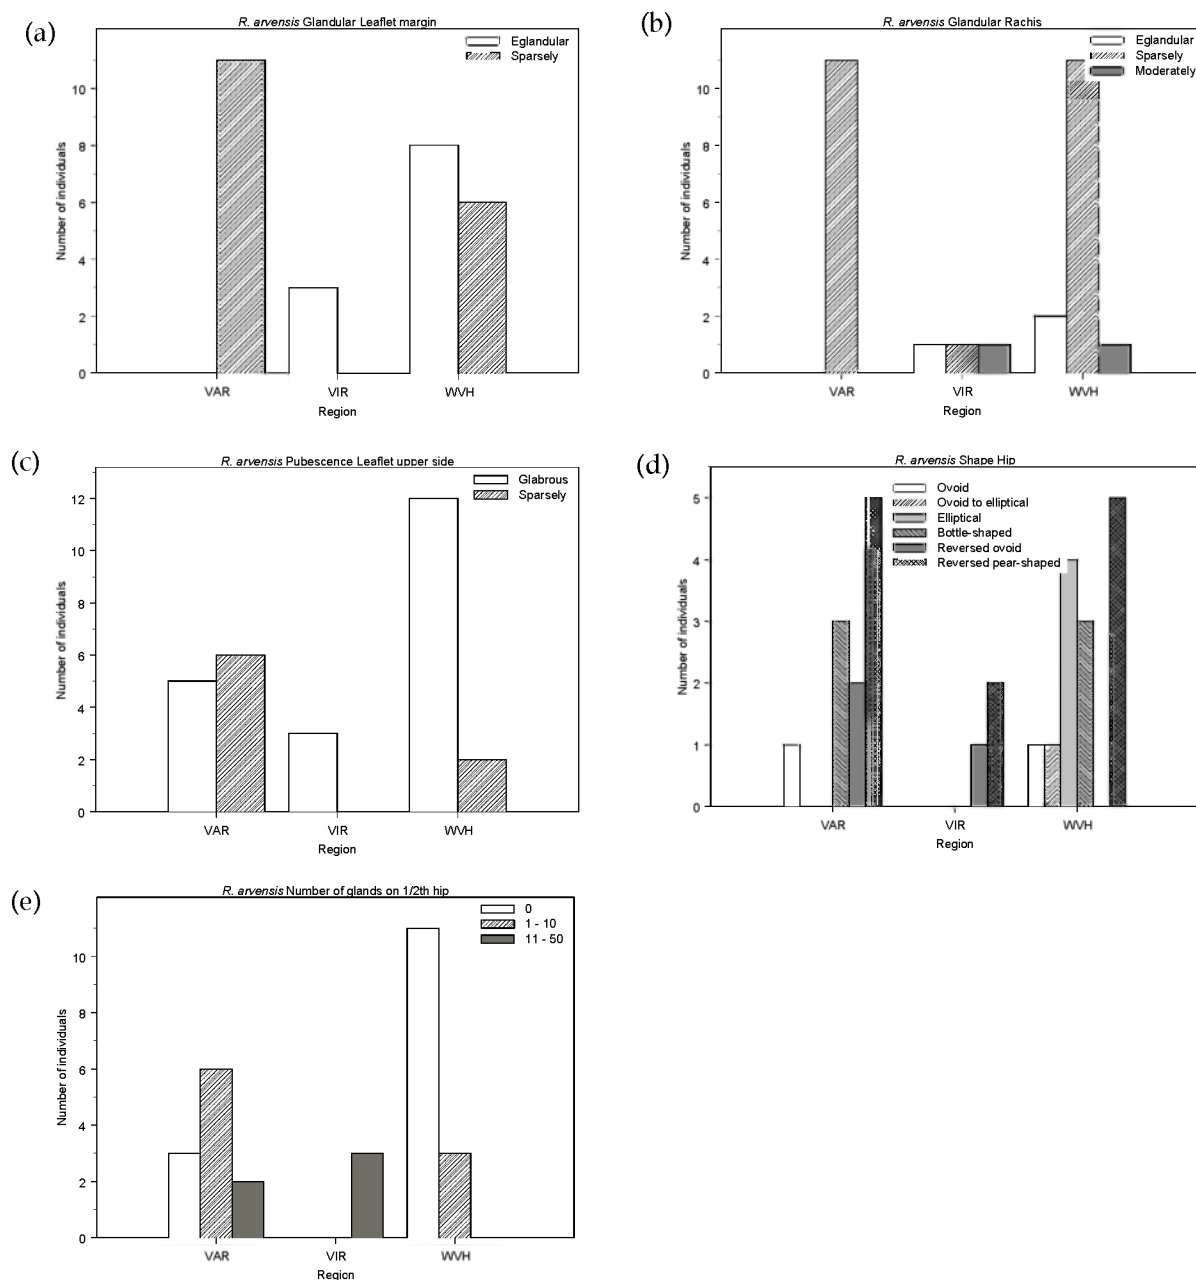 (a)
R. arvensis Glandular Leaflet margin
Eglandular
Sparsely
10
8
6
4
2
0
Number of individuals
VAR VIR WVH
Region
(b)
R. arvensis Glandular Rachis
Eglandular
Sparsely
Moderately
10
8
6
4
2
0
Number of individuals
VAR VIR WVH
Region
(c)
R. arvensis Pubescence Leaflet upper side
Glabrous
Sparsely
12
10
8
6
4
2
0
Number of individuals
VAR VIR WVH
Region
(d)
R. arvensis Shape Hip
Ovoid
Ovoid to elliptical
Elliptical
Bottle-shaped
Reversed ovoid
Reversed pear-shaped
5
4
3
2
1
0
Number of individuals
VAR VIR WVH
Region
(e)
R. arvensis Number of glands on 1/2th hip
0
1 - 10
11 - 50
10
8
6
4
2
0
Number of individuals
VAR VIR WVH
Region